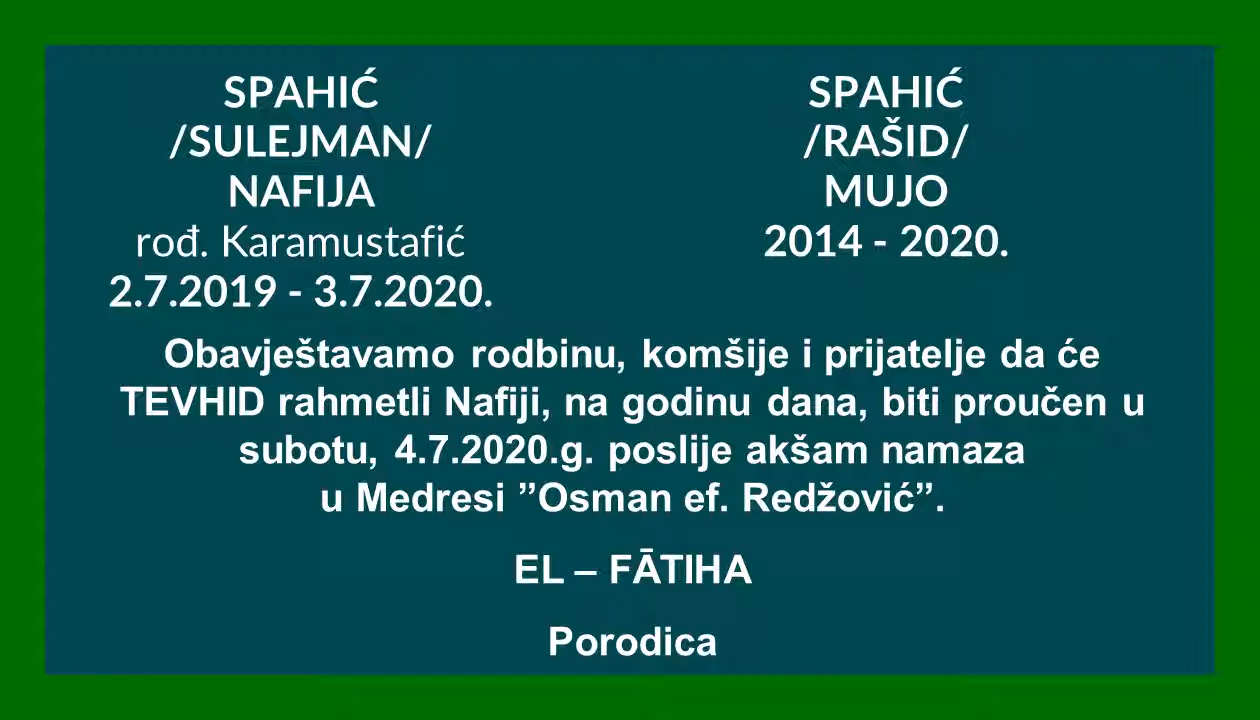 SPAHIĆ
/SULEJMAN/
NAFIJA
rođ. Karamustafić
2.7.2019 - 3.7.2020.
SPAHIĆ
/RAŠID/
MUJO
2014 - 2020.
Obavještavamo rodbinu, komšije i prijatelje da će
TEVHID rahmetli Nafiji, na godinu dana, biti proučen u
subotu, 4.7.2020.g. poslije akšam namaza
u Medresi ”Osman ef. Redžović”.
EL – FĀTIHA
Porodica